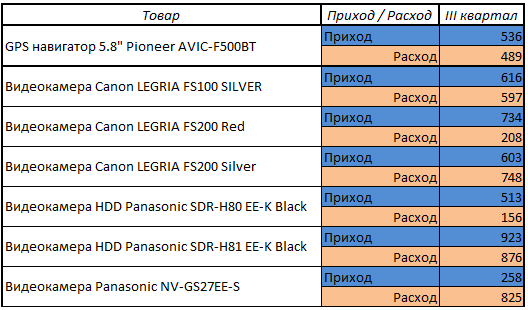 Товар Приход / Расход III квартал
GPS навигатор 5.8" Pioneer AVIC-F500BT Приход 536
Расход 489
Видеокамера Canon LEGRIA FS100 SILVER Приход 616
Расход 597
Видеокамера Canon LEGRIA FS200 Red Приход 734
Расход 208
Видеокамера Canon LEGRIA FS200 Silver Приход 603
Расход 748
Видеокамера HDD Panasonic SDR-H80 EE-K Black Приход 513
Расход 156
Видеокамера HDD Panasonic SDR-H81 EE-K Black Приход 923
Расход 876
Видеокамера Panasonic NV-GS27EE-S Приход 258
Расход 825